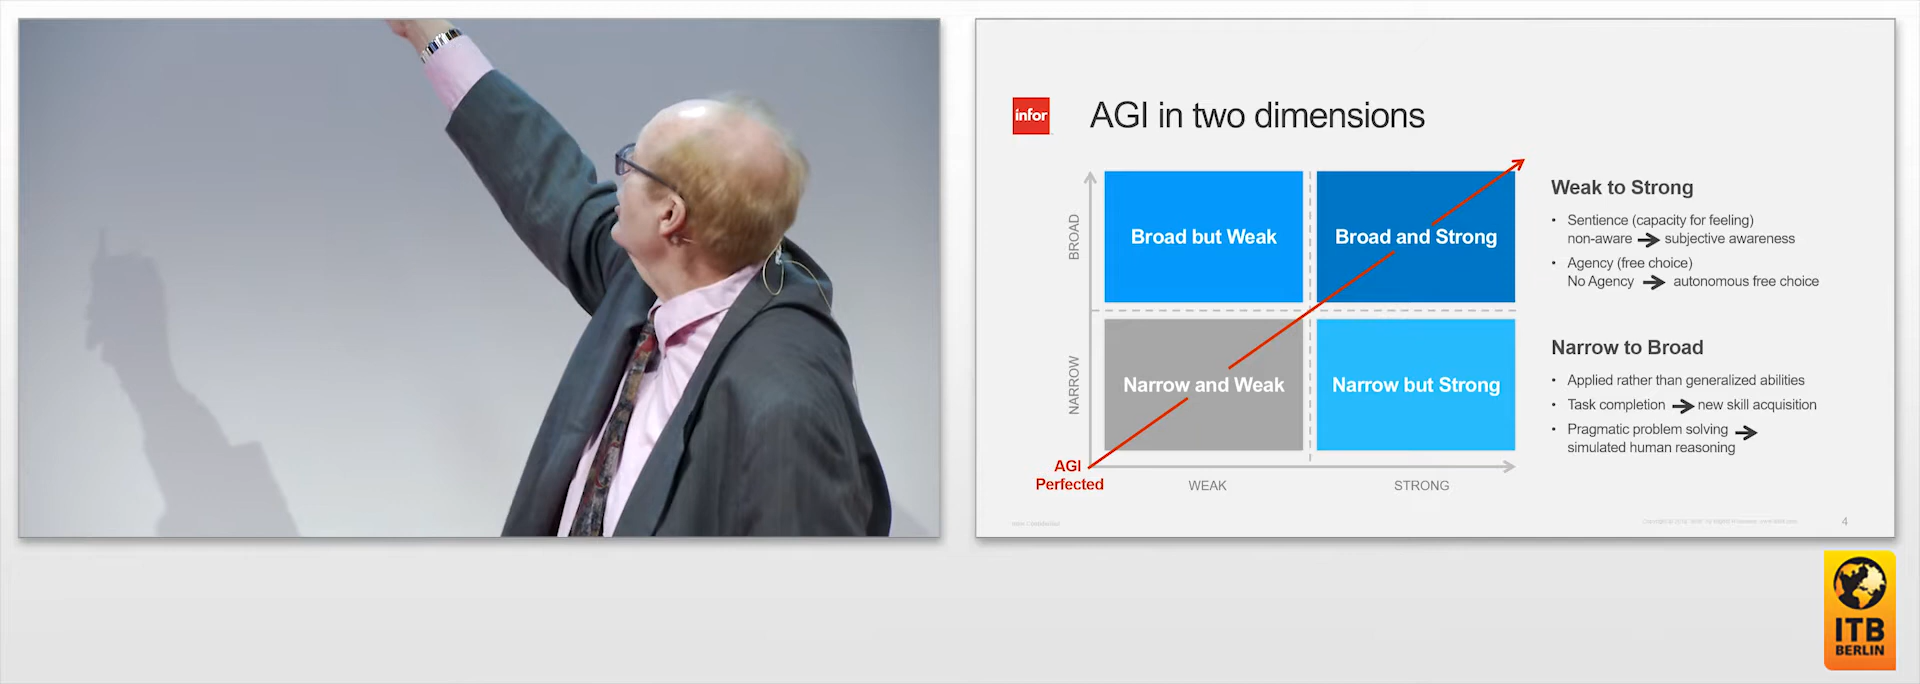 infor
AGI in two dimensions
BROAD
NARROW
Broad but Weak
Broad and Strong
Narrow and Weak
Narrow but Strong
AGI
Perfected
WEAK
STRONG
Weak to Strong
• Sentience (capacity for feeling)
non-aware → subjective awareness
• Agency (free choice)
No Agency → autonomous free choice
Narrow to Broad
• Applied rather than generalized abilities
• Task completion → new skill acquisition
• Pragmatic problem solving →
simulated human reasoning
4
ITB
BERLIN